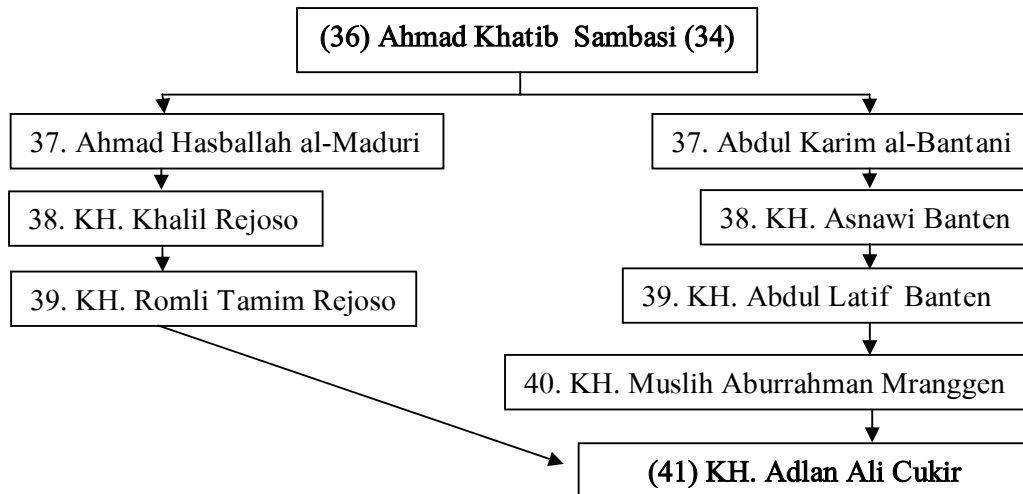 (36) Ahmad Khatib Sambasi (34)
37. Ahmad Hasballah al-Maduri
37. Abdul Karim al-Bantani
38. KH. Khalil Rejoso
38. KH. Asnawi Banten
39. KH. Romli Tamim Rejoso
39. KH. Abdul Latif Banten
40. KH. Muslih Aburrahman Mranggen
(41) KH. Adlan Ali Cukir